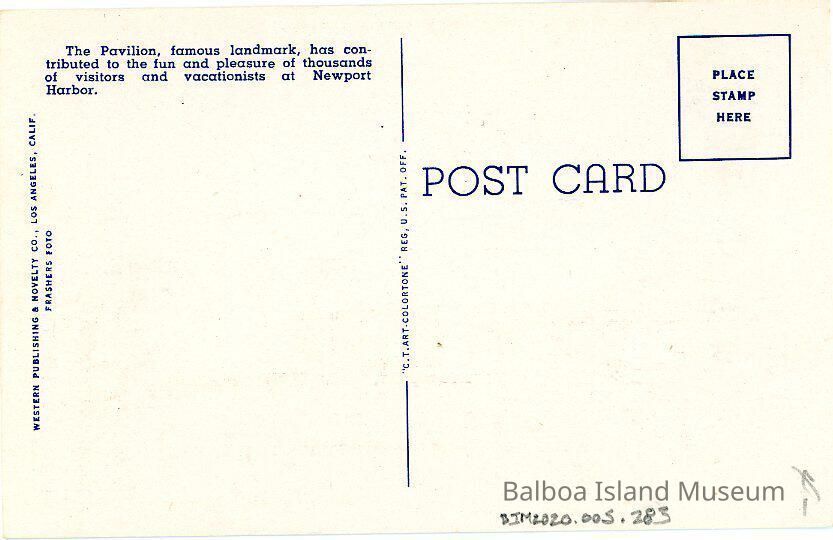 The Pavilion, famous landmark, has con-
tributed to the fun and pleasure of thousands
of visitors and vacationists at Newport
Harbor.
WESTERN PUBLISHING & NOVELTY CO., LOS ANGELES, CALIF.
FRASHERS FOTO
"C.T. ART-COLORTONE" REG, U.S. PAT. OFF.
POST CARD
PLACE
STAMP
HERE
Balboa Island Museum
BIM2020.005.285